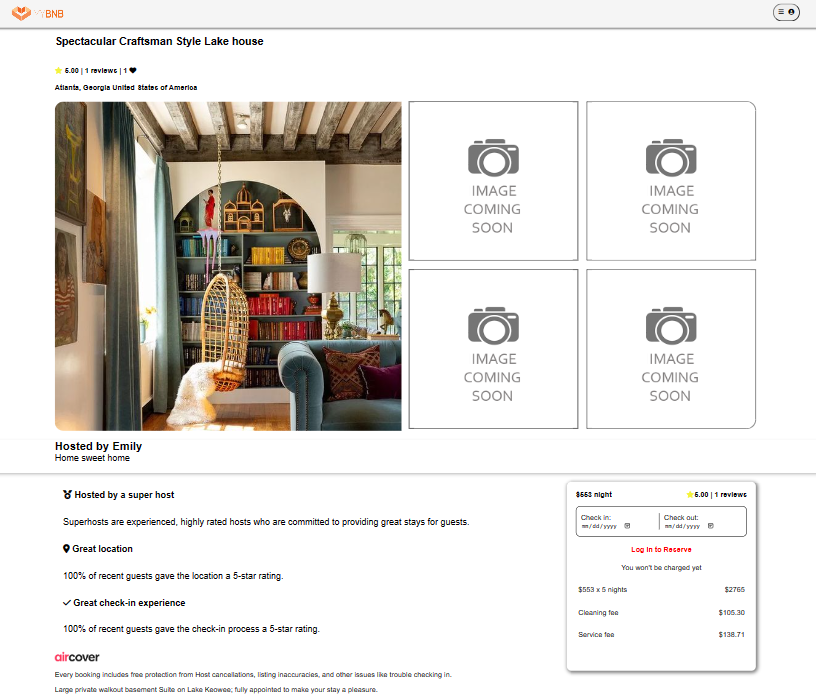 MYBNB
Spectacular Craftsman Style Lake house
5.00 | 1 reviews | 1
Atlanta, Georgia United States of America
IMAGE
COMING
SOON
IMAGE
COMING
SOON
IMAGE
COMING
SOON
IMAGE
COMING
SOON
Hosted by Emily
Home sweet home
Hosted by a super host
Superhosts are experienced, highly rated hosts who are committed to providing great stays for guests.
Great location
100% of recent guests gave the location a 5-star rating.
Great check-in experience
100% of recent guests gave the check-in process a 5-star rating.
aircover
Every booking includes free protection from Host cancellations, listing inaccuracies, and other issues like trouble checking in.
Large private walkout basement Suite on Lake Keowee; fully appointed to make your stay a pleasure.
$553 night
5.00 | 1 reviews
Check in:
mm/dd/yyyy
Check out:
mm/dd/yyyy
Log in to Reserve
You won't be charged yet
$553 x 5 nights $2765
Cleaning fee $105.30
Service fee $138.71